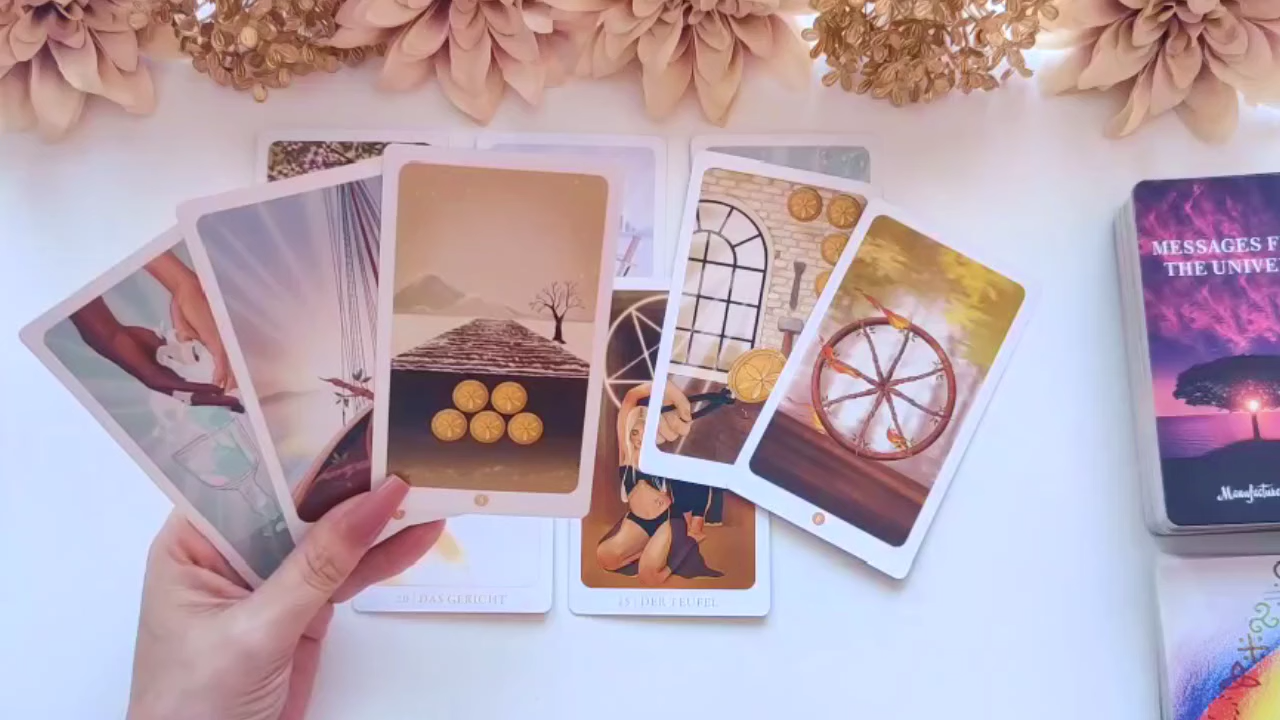 MESSAGES F
THE UNIVE
20 | DAS GERICHT
15 | DER TEUFEL